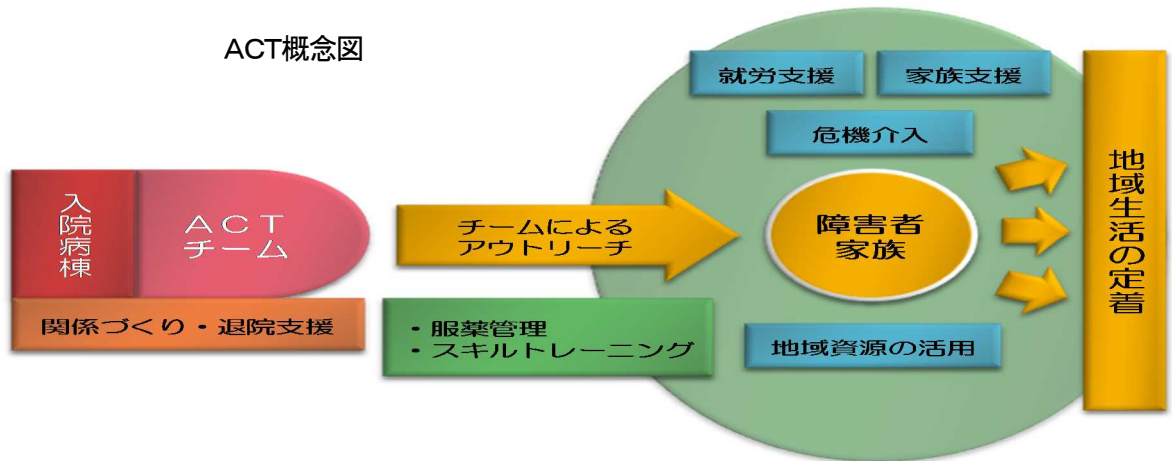 ACT概念図
就労支援
家族支援
危機介入
入院病棟
ACT
チーム
チームによる
アウトリーチ
障害者
家族
地域生活の定着
関係づくり・退院支援
・服薬管理
・スキルトレーニング
地域資源の活用